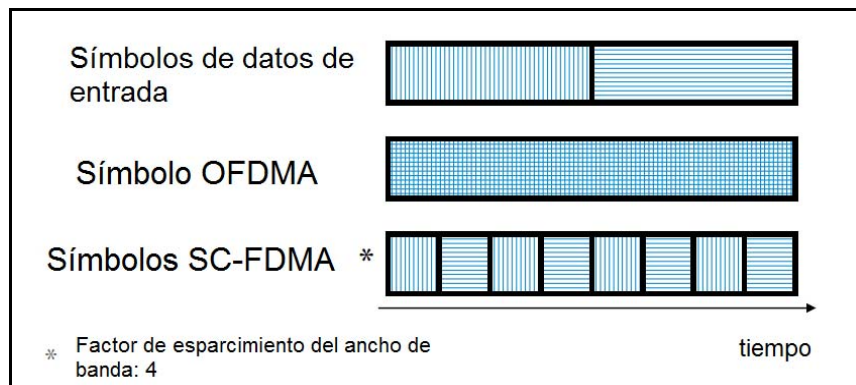 Símbolos de datos de
entrada
Símbolo OFDMA
Símbolos SC-FDMA *
* Factor de esparcimiento del ancho de
banda: 4
tiempo